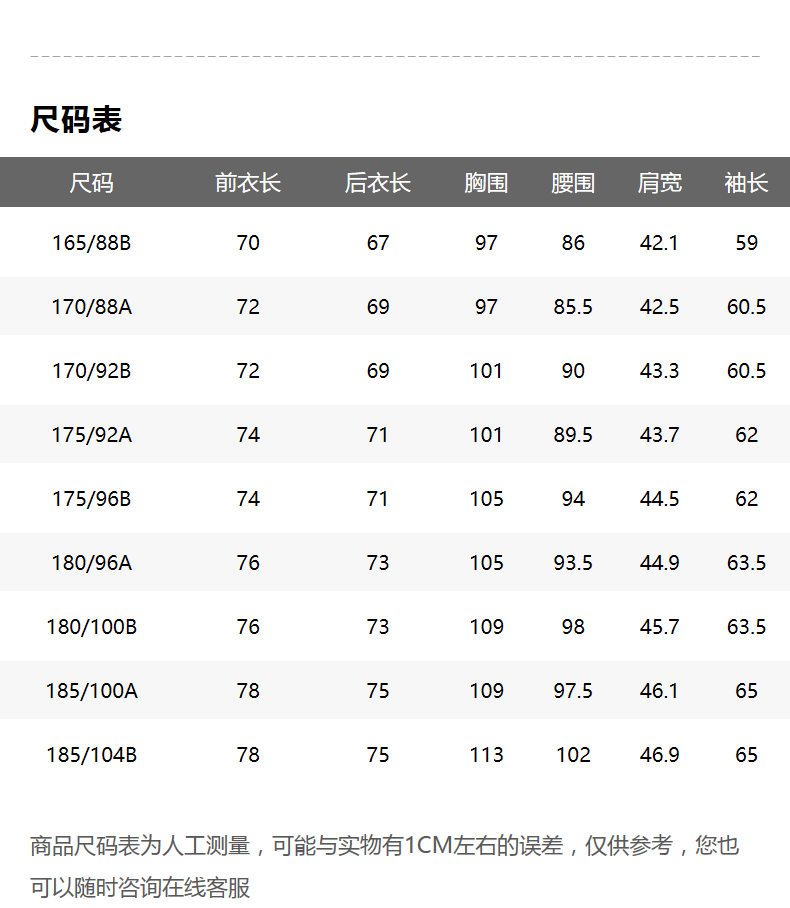 尺码表
尺码 前衣长 后衣长 胸围 腰围 肩宽 袖长
165/88B 70 67 97 86 42.1 59
170/88A 72 69 97 85.5 42.5 60.5
170/92B 72 69 101 90 43.3 60.5
175/92A 74 71 101 89.5 43.7 62
175/96B 74 71 105 94 44.5 62
180/96A 76 73 105 93.5 44.9 63.5
180/100B 76 73 109 98 45.7 63.5
185/100A 78 75 109 97.5 46.1 65
185/104B 78 75 113 102 46.9 65
商品尺码表为人工测量，可能与实物有1CM左右的误差，仅供参考，您也
可以随时咨询在线客服